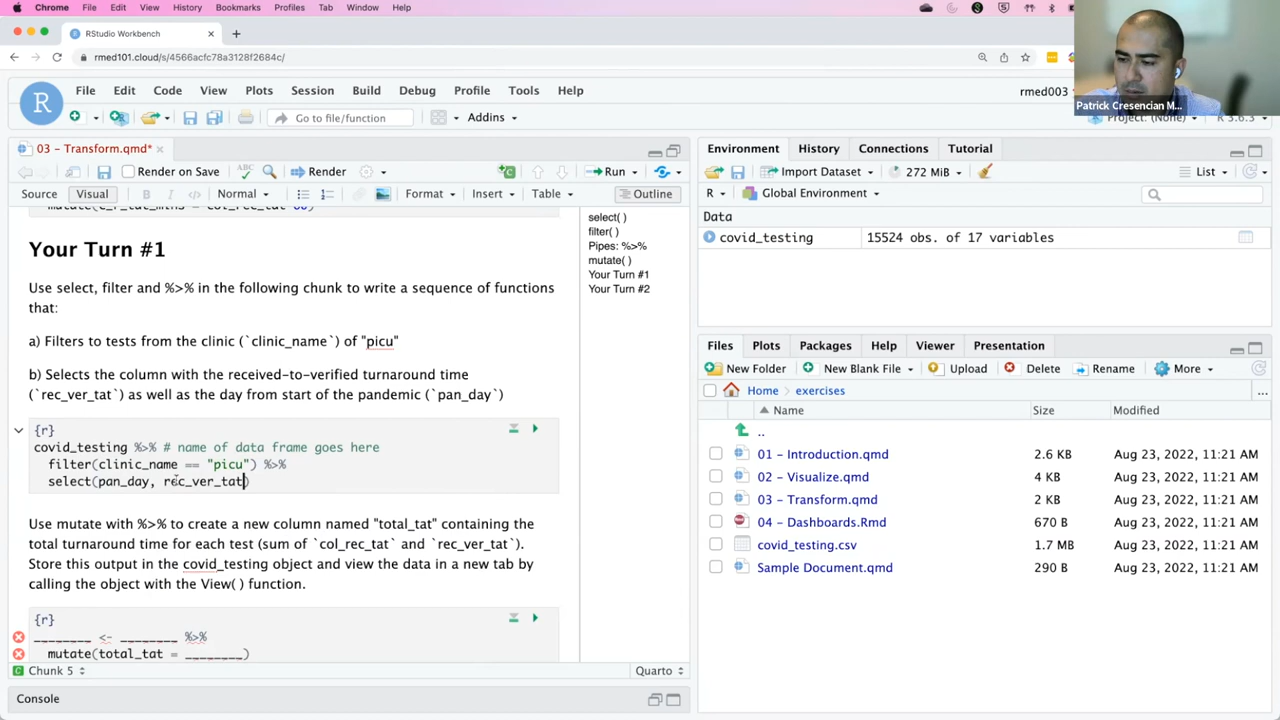 Chrome File Edit View History Bookmarks Profiles Tab Window Help
RStudio Workbench
rmed101.cloud/s/4566acfc78a3128f2684c/
Patrick Cresencian M...
File Edit Code View Plots Session Build Debug Profile Tools Help
rmed003
Go to file/function Addins
Project: (None)
R 3.6.3
03 - Transform.qmd*
Render on Save ABC Render Run
Source Visual B I </> Normal Format Insert Table Outline
mutate(c_r_tat_mins = col_rec_tat*60)
Your Turn #1
Use select, filter and %>% in the following chunk to write a sequence of functions
that:
a) Filters to tests from the clinic (`clinic_name`) of "picu"
b) Selects the column with the received-to-verified turnaround time
(`rec_ver_tat`) as well as the day from start of the pandemic (`pan_day`)
{r}
covid_testing %>% # name of data frame goes here
filter(clinic_name == "picu") %>%
select(pan_day, rec_ver_tat)
Use mutate with %>% to create a new column named "total_tat" containing the
total turnaround time for each test (sum of `col_rec_tat` and `rec_ver_tat`).
Store this output in the covid_testing object and view the data in a new tab by
calling the object with the View( ) function.
{r}
________ <- ________ %>%
mutate(total_tat = ________)
Chunk 5 Quarto
Console
select( )
filter( )
Pipes: %>%
mutate( )
Your Turn #1
Your Turn #2
Environment History Connections Tutorial
Import Dataset 272 MiB List
R Global Environment
Data
covid_testing 15524 obs. of 17 variables
Files Plots Packages Help Viewer Presentation
New Folder New Blank File Upload Delete Rename More
Home exercises ...
Name Size Modified
..
01 - Introduction.qmd 2.6 KB Aug 23, 2022, 11:21 AM
02 - Visualize.qmd 4 KB Aug 23, 2022, 11:21 AM
03 - Transform.qmd 2 KB Aug 23, 2022, 11:21 AM
04 - Dashboards.Rmd 670 B Aug 23, 2022, 11:21 AM
covid_testing.csv 1.7 MB Aug 23, 2022, 11:21 AM
Sample Document.qmd 290 B Aug 23, 2022, 11:21 AM